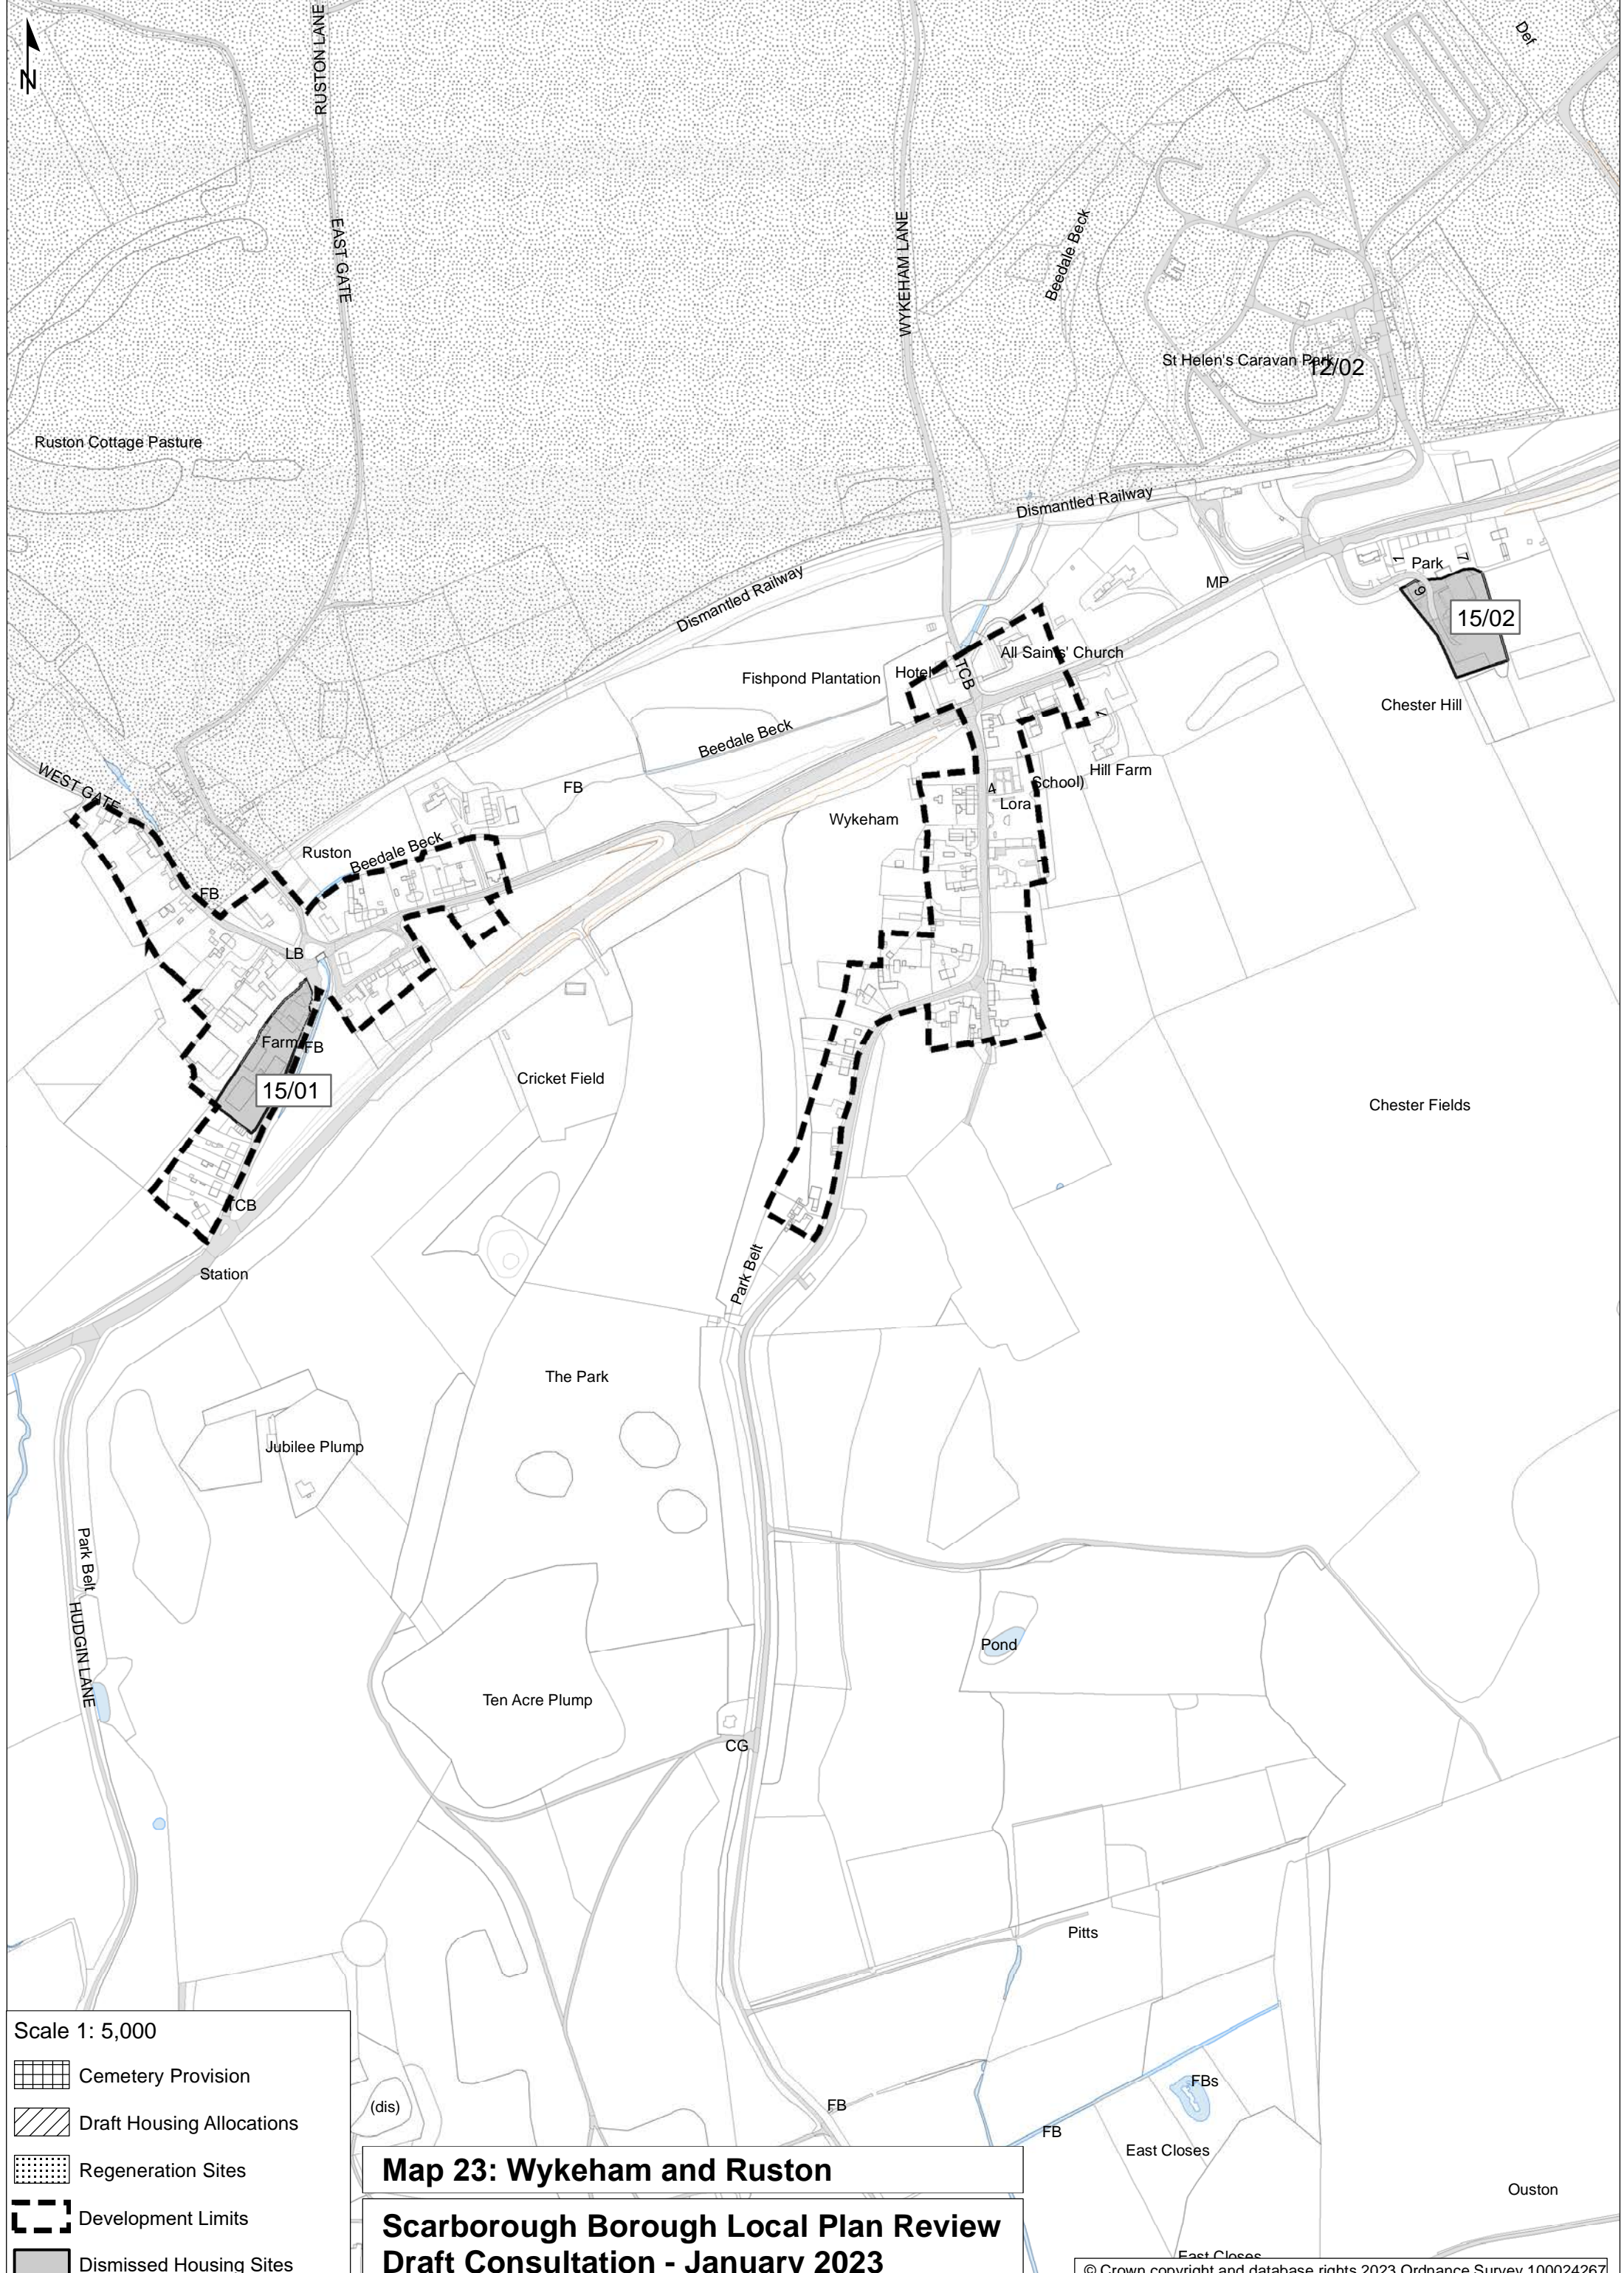 N
RUSTON LANE
Def
EAST GATE
WYKEHAM LANE
Beedale Beck
St Helen's Caravan Park
12/02
Ruston Cottage Pasture
Dismantled Railway
Dismantled Railway
MP
1
Park
7
9
15/02
Fishpond Plantation
Hotel
TCB
All Saints' Church
Chester Hill
Beedale Beck
7
Hill Farm
WEST GATE
FB
School)
4
Lora
Wykeham
Ruston
Beedale Beck
FB
LB
Farm
FB
15/01
Cricket Field
Chester Fields
TCB
Station
Park Belt
The Park
Jubilee Plump
Park Belt
HUDGIN LANE
Pond
Ten Acre Plump
CG
Pitts
Scale 1: 5,000
Cemetery Provision
Draft Housing Allocations
Regeneration Sites
Development Limits
Dismissed Housing Sites
(dis)
FB
FBs
FB
East Closes
Ouston
East Closes
Map 23: Wykeham and Ruston
Scarborough Borough Local Plan Review
Draft Consultation - January 2023
© Crown copyright and database rights 2023 Ordnance Survey 100024267